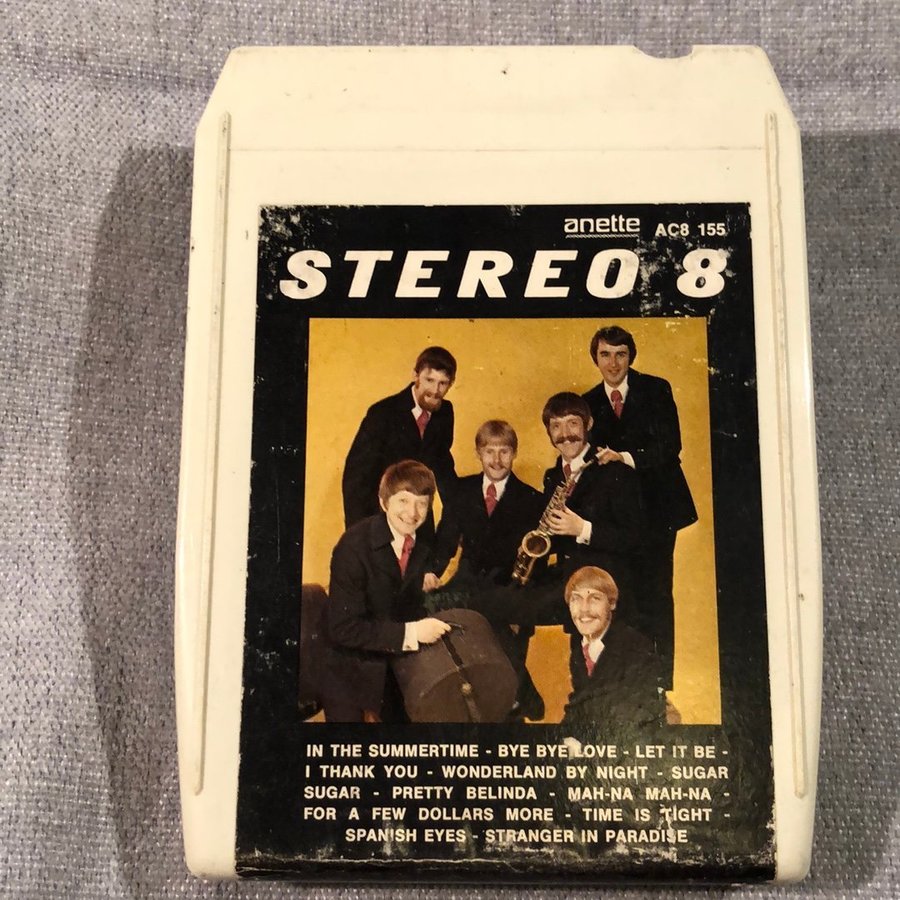 anette AC8 155
STEREO 8
IN THE SUMMERTIME - BYE BYE LOVE - LET IT BE -
I THANK YOU - WONDERLAND BY NIGHT - SUGAR
SUGAR - PRETTY BELINDA - MAH-NA MAH-NA -
FOR A FEW DOLLARS MORE - TIME IS TIGHT -
SPANISH EYES - STRANGER IN PARADISE